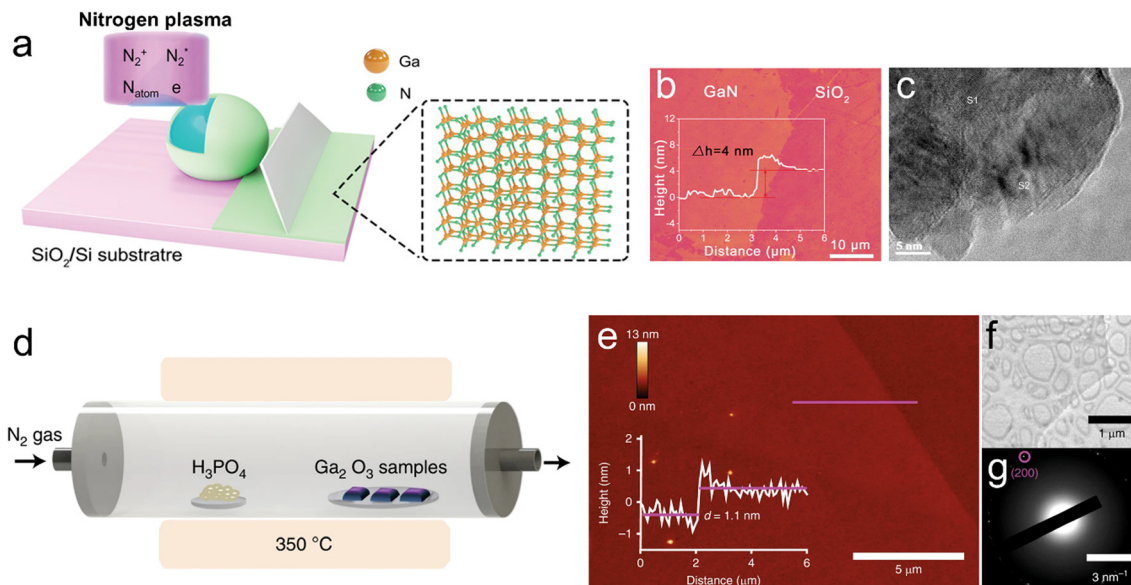 a
Nitrogen plasma
N₂⁺ N₂*
Natom e
Ga
N
SiO₂/Si substratre
b
GaN SiO₂
12
8
4
0
-4
Height (nm)
△h=4 nm
0 1 2 3 4 5 6
Distance (μm)
10 μm
c
S1
S2
5 nm
d
N₂ gas
H₃PO₄
Ga₂ O₃ samples
350 °C
e
13 nm
0 nm
2
1
0
−1
Height (nm)
d = 1.1 nm
0 2 4 6
Distance (μm)
5 μm
f
1 μm
g
(200)
3 nm⁻¹